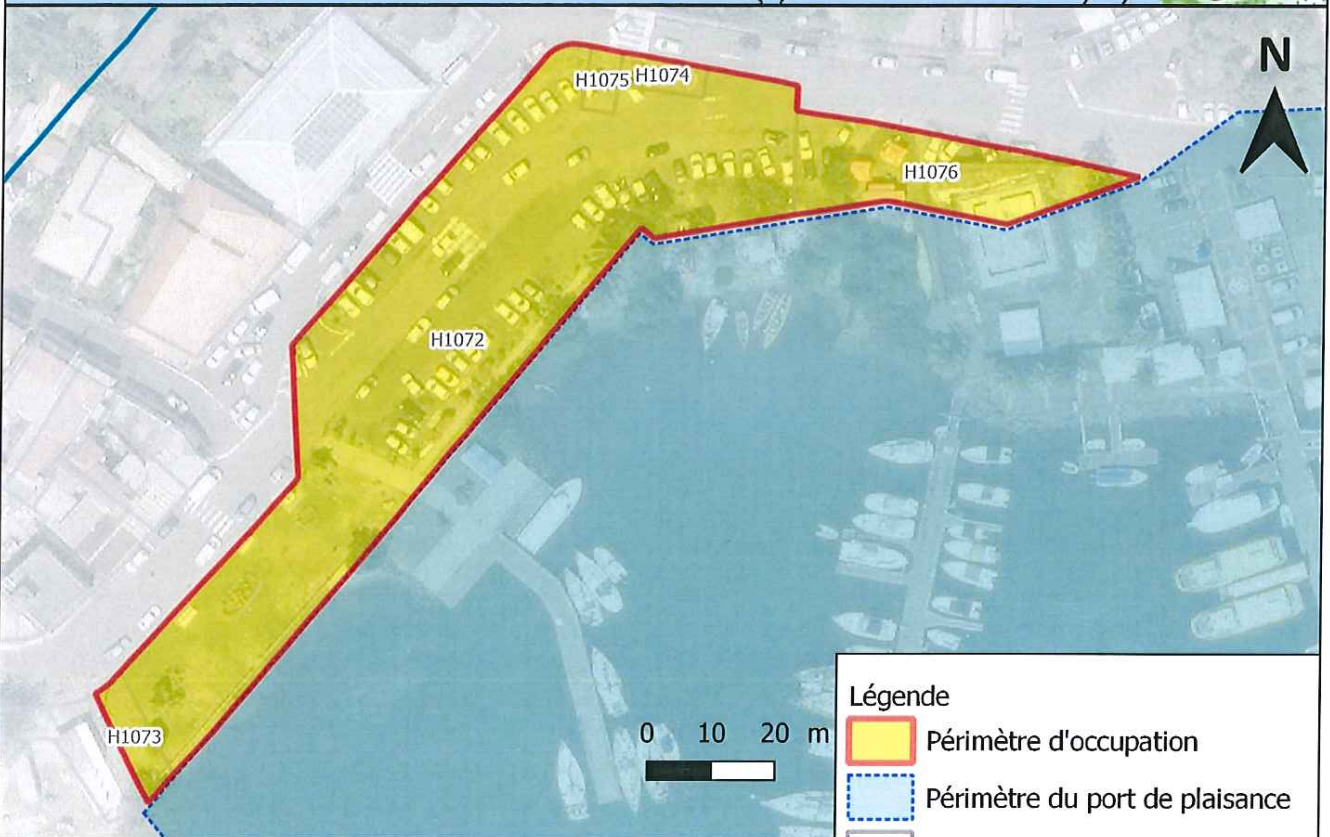 N
H1075 H1074
H1076
H1072
H1073
0 10 20 m
Légende
Périmètre d'occupation
Périmètre du port de plaisance